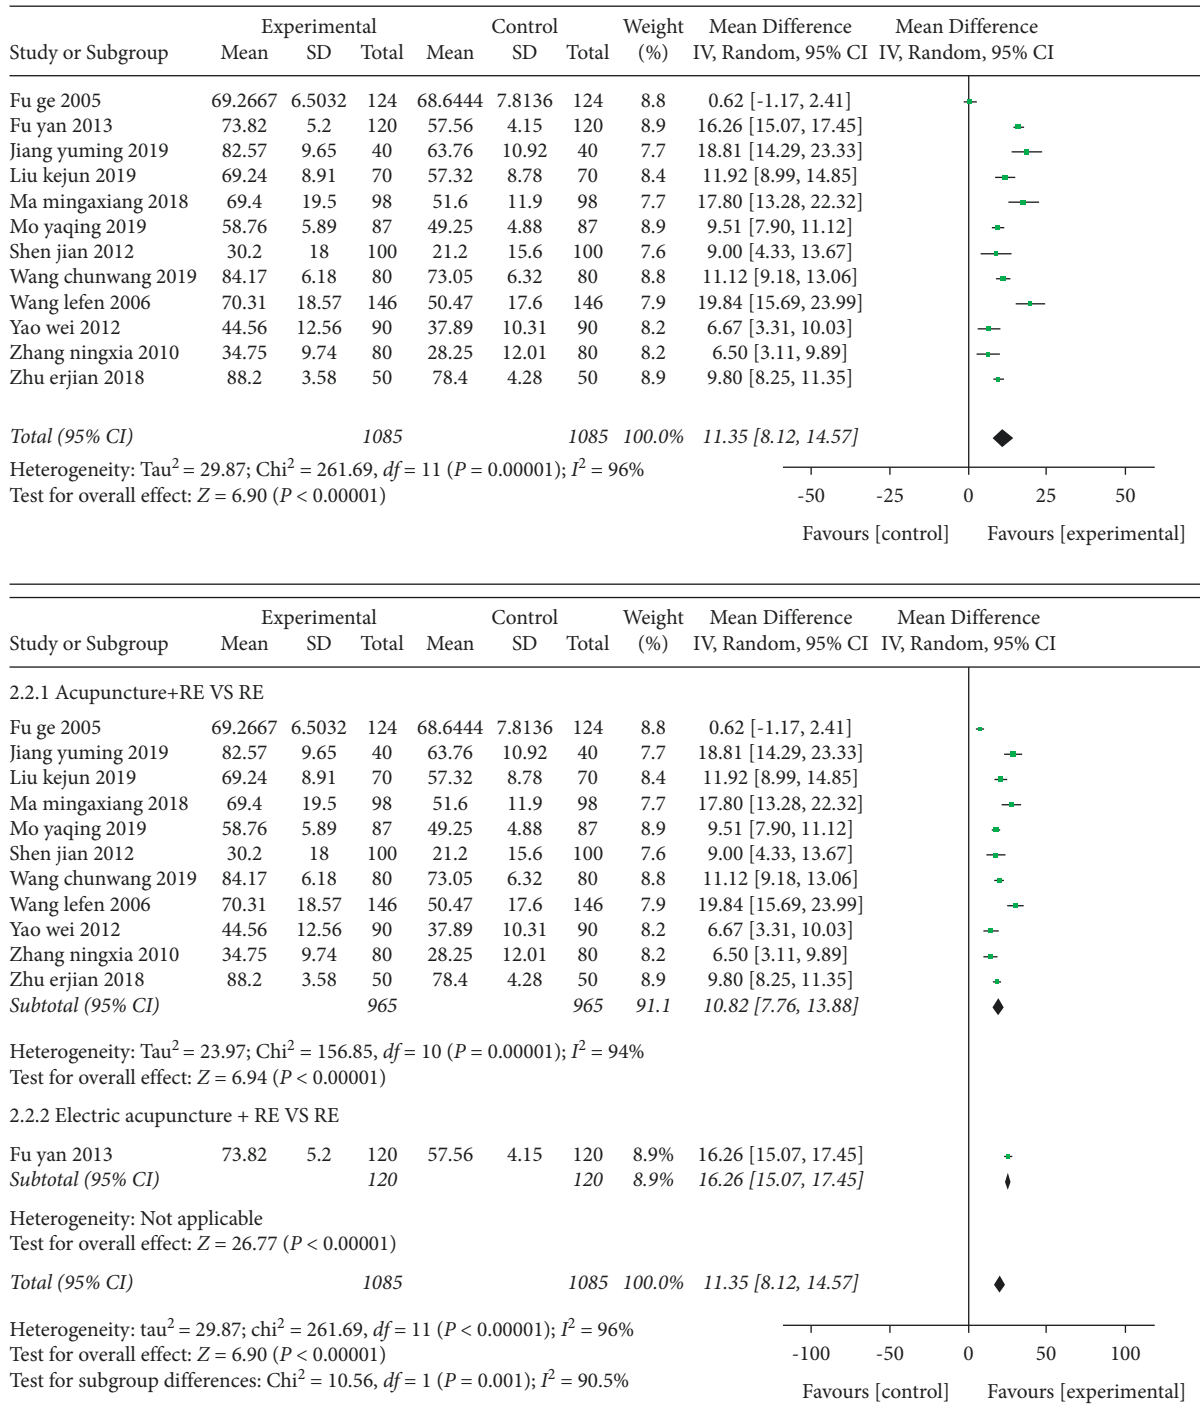 Experimental Control Weight Mean Difference Mean Difference
Study or Subgroup Mean SD Total Mean SD Total (%) IV, Random, 95% CI IV, Random, 95% CI
Fu ge 2005 69.2667 6.5032 124 68.6444 7.8136 124 8.8 0.62 [-1.17, 2.41]
Fu yan 2013 73.82 5.2 120 57.56 4.15 120 8.9 16.26 [15.07, 17.45]
Jiang yuming 2019 82.57 9.65 40 63.76 10.92 40 7.7 18.81 [14.29, 23.33]
Liu kejun 2019 69.24 8.91 70 57.32 8.78 70 8.4 11.92 [8.99, 14.85]
Ma mingaxiang 2018 69.4 19.5 98 51.6 11.9 98 7.7 17.80 [13.28, 22.32]
Mo yaqing 2019 58.76 5.89 87 49.25 4.88 87 8.9 9.51 [7.90, 11.12]
Shen jian 2012 30.2 18 100 21.2 15.6 100 7.6 9.00 [4.33, 13.67]
Wang chunwang 2019 84.17 6.18 80 73.05 6.32 80 8.8 11.12 [9.18, 13.06]
Wang lefen 2006 70.31 18.57 146 50.47 17.6 146 7.9 19.84 [15.69, 23.99]
Yao wei 2012 44.56 12.56 90 37.89 10.31 90 8.2 6.67 [3.31, 10.03]
Zhang ningxia 2010 34.75 9.74 80 28.25 12.01 80 8.2 6.50 [3.11, 9.89]
Zhu erjian 2018 88.2 3.58 50 78.4 4.28 50 8.9 9.80 [8.25, 11.35]
Total (95% CI) 1085 1085 100.0% 11.35 [8.12, 14.57]
Heterogeneity: Tau² = 29.87; Chi² = 261.69, df = 11 (P = 0.00001); I² = 96%
Test for overall effect: Z = 6.90 (P < 0.00001)
-50 -25 0 25 50
Favours [control] Favours [experimental]
Experimental Control Weight Mean Difference Mean Difference
Study or Subgroup Mean SD Total Mean SD Total (%) IV, Random, 95% CI IV, Random, 95% CI
2.2.1 Acupuncture+RE VS RE
Fu ge 2005 69.2667 6.5032 124 68.6444 7.8136 124 8.8 0.62 [-1.17, 2.41]
Jiang yuming 2019 82.57 9.65 40 63.76 10.92 40 7.7 18.81 [14.29, 23.33]
Liu kejun 2019 69.24 8.91 70 57.32 8.78 70 8.4 11.92 [8.99, 14.85]
Ma mingaxiang 2018 69.4 19.5 98 51.6 11.9 98 7.7 17.80 [13.28, 22.32]
Mo yaqing 2019 58.76 5.89 87 49.25 4.88 87 8.9 9.51 [7.90, 11.12]
Shen jian 2012 30.2 18 100 21.2 15.6 100 7.6 9.00 [4.33, 13.67]
Wang chunwang 2019 84.17 6.18 80 73.05 6.32 80 8.8 11.12 [9.18, 13.06]
Wang lefen 2006 70.31 18.57 146 50.47 17.6 146 7.9 19.84 [15.69, 23.99]
Yao wei 2012 44.56 12.56 90 37.89 10.31 90 8.2 6.67 [3.31, 10.03]
Zhang ningxia 2010 34.75 9.74 80 28.25 12.01 80 8.2 6.50 [3.11, 9.89]
Zhu erjian 2018 88.2 3.58 50 78.4 4.28 50 8.9 9.80 [8.25, 11.35]
Subtotal (95% CI) 965 965 91.1 10.82 [7.76, 13.88]
Heterogeneity: Tau² = 23.97; Chi² = 156.85, df = 10 (P = 0.00001); I² = 94%
Test for overall effect: Z = 6.94 (P < 0.00001)
2.2.2 Electric acupuncture + RE VS RE
Fu yan 2013 73.82 5.2 120 57.56 4.15 120 8.9% 16.26 [15.07, 17.45]
Subtotal (95% CI) 120 120 8.9% 16.26 [15.07, 17.45]
Heterogeneity: Not applicable
Test for overall effect: Z = 26.77 (P < 0.00001)
Total (95% CI) 1085 1085 100.0% 11.35 [8.12, 14.57]
Heterogeneity: tau² = 29.87; chi² = 261.69, df = 11 (P < 0.00001); I² = 96%
Test for overall effect: Z = 6.90 (P < 0.00001)
Test for subgroup differences: Chi² = 10.56, df = 1 (P = 0.001); I² = 90.5%
-100 -50 0 50 100
Favours [control] Favours [experimental]